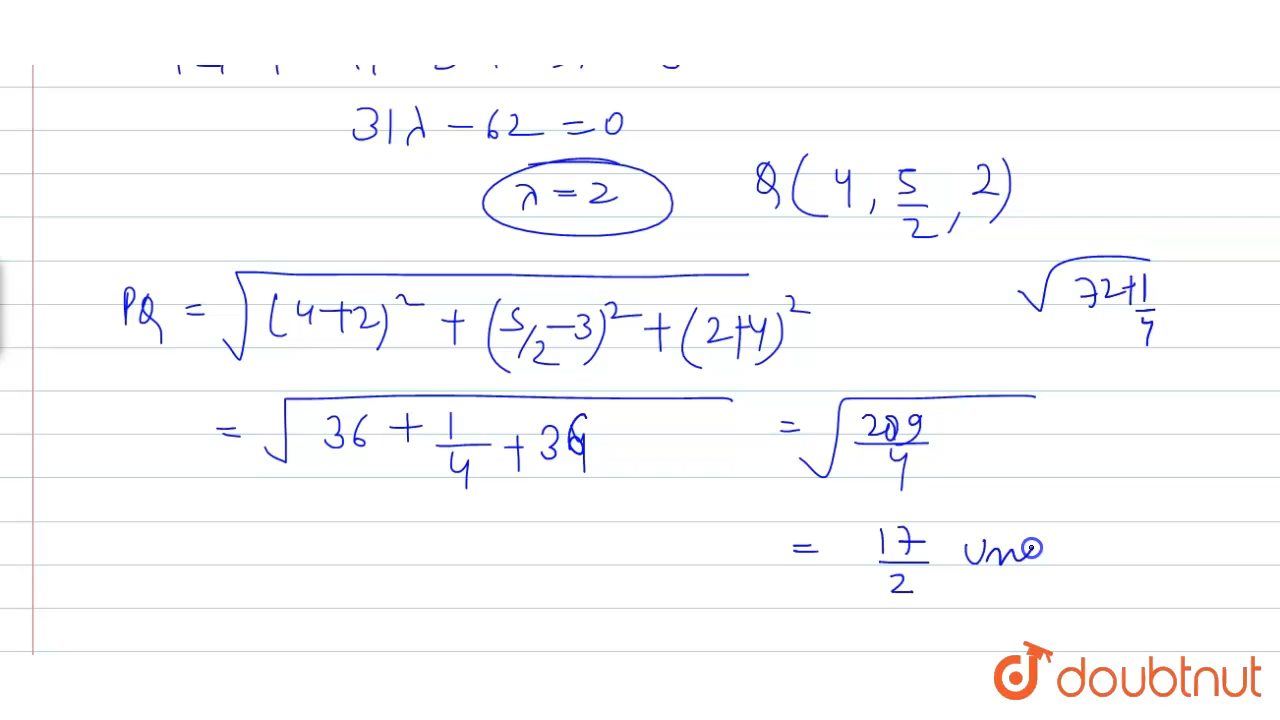 31λ - 62 = 0
λ = 2 Q(4, 5/2, 2)
PQ = √((4+2)² + (5/2-3)² + (2+4)²) √(72+1/4)
= √(36 + 1/4 + 36) = √(289/4)
= 17/2 Un
doubtnut